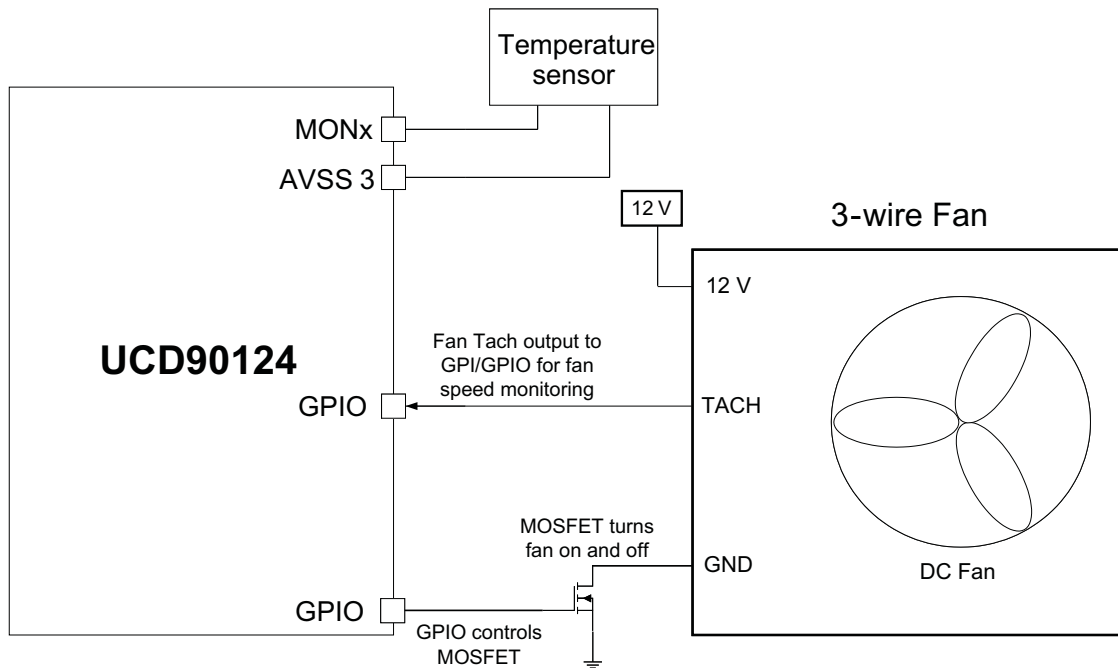 Temperature
sensor
MONx
AVSS 3
12 V
3-wire Fan
12 V
UCD90124
Fan Tach output to
GPI/GPIO for fan
speed monitoring
GPIO
TACH
MOSFET turns
fan on and off
GND
DC Fan
GPIO
GPIO controls
MOSFET